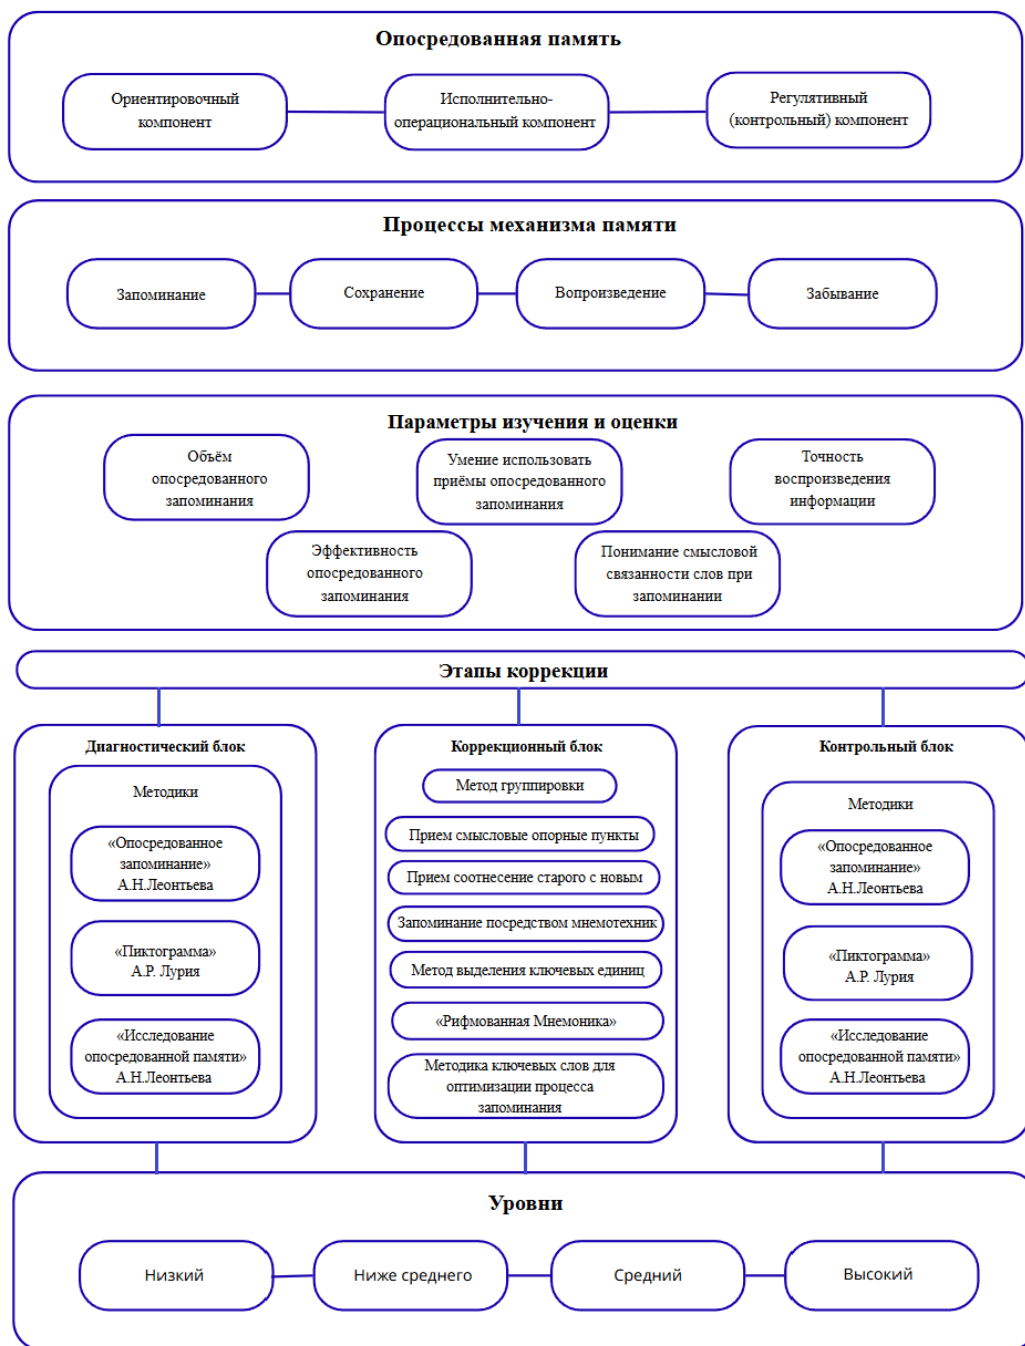 Опосредованная память
Ориентировочный
компонент
Исполнительно-
операциональный компонент
Регулятивный
(контрольный) компонент
Процессы механизма памяти
Запоминание
Сохранение
Вопроизведение
Забывание
Параметры изучения и оценки
Объём
опосредованного
запоминания
Умение использовать
приёмы опосредованного
запоминания
Точность
воспроизведения
информации
Эффективность
опосредованного
запоминания
Понимание смысловой
связанности слов при
запоминании
Этапы коррекции
Диагностический блок
Методики
«Опосредованное
запоминание»
А.Н.Леонтьева
«Пиктограмма»
А.Р. Лурия
«Исследование
опосредованной памяти»
А.Н.Леонтьева
Коррекционный блок
Метод группировки
Прием смысловые опорные пункты
Прием соотнесение старого с новым
Запоминание посредством мнемотехник
Метод выделения ключевых единиц
«Рифмованная Мнемоника»
Методика ключевых слов для
оптимизации процесса
запоминания
Контрольный блок
Методики
«Опосредованное
запоминание»
А.Н.Леонтьева
«Пиктограмма»
А.Р. Лурия
«Исследование
опосредованной памяти»
А.Н.Леонтьева
Уровни
Низкий
Ниже среднего
Средний
Высокий